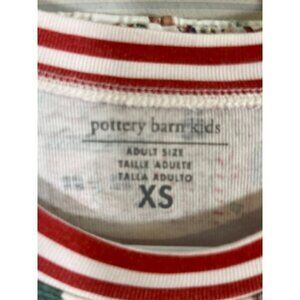 pottery barn kids
ADULT SIZE
TAILLE ADULTE
TALLA ADULTO
XS